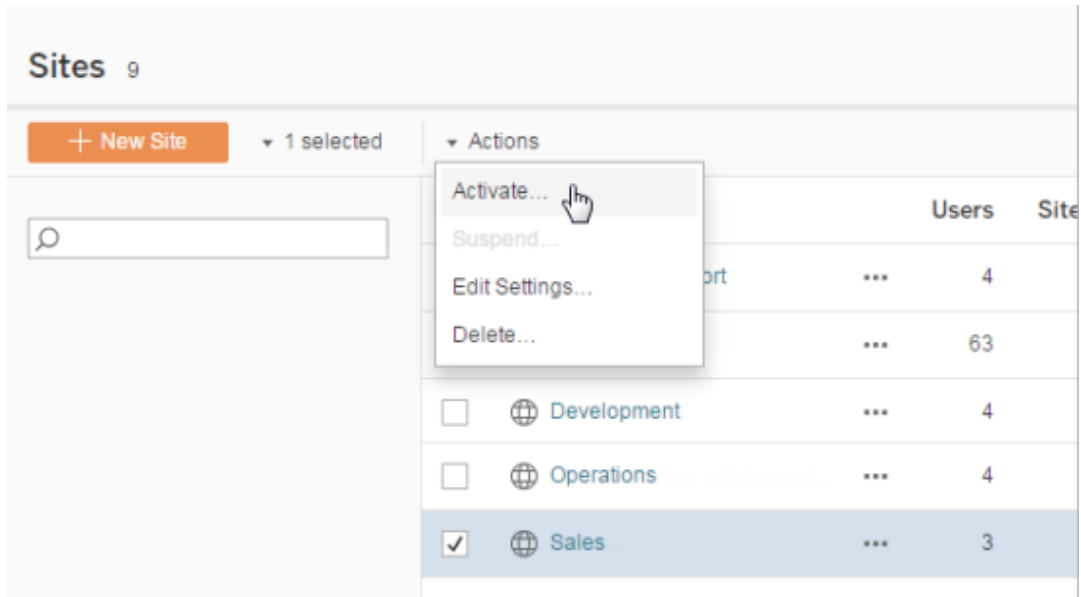 Sites 9
+ New Site 1 selected Actions
Activate...
Users Site
Suspend...
Edit Settings... ort ... 4
Delete... ... 63
Development ... 4
Operations ... 4
Sales ... 3